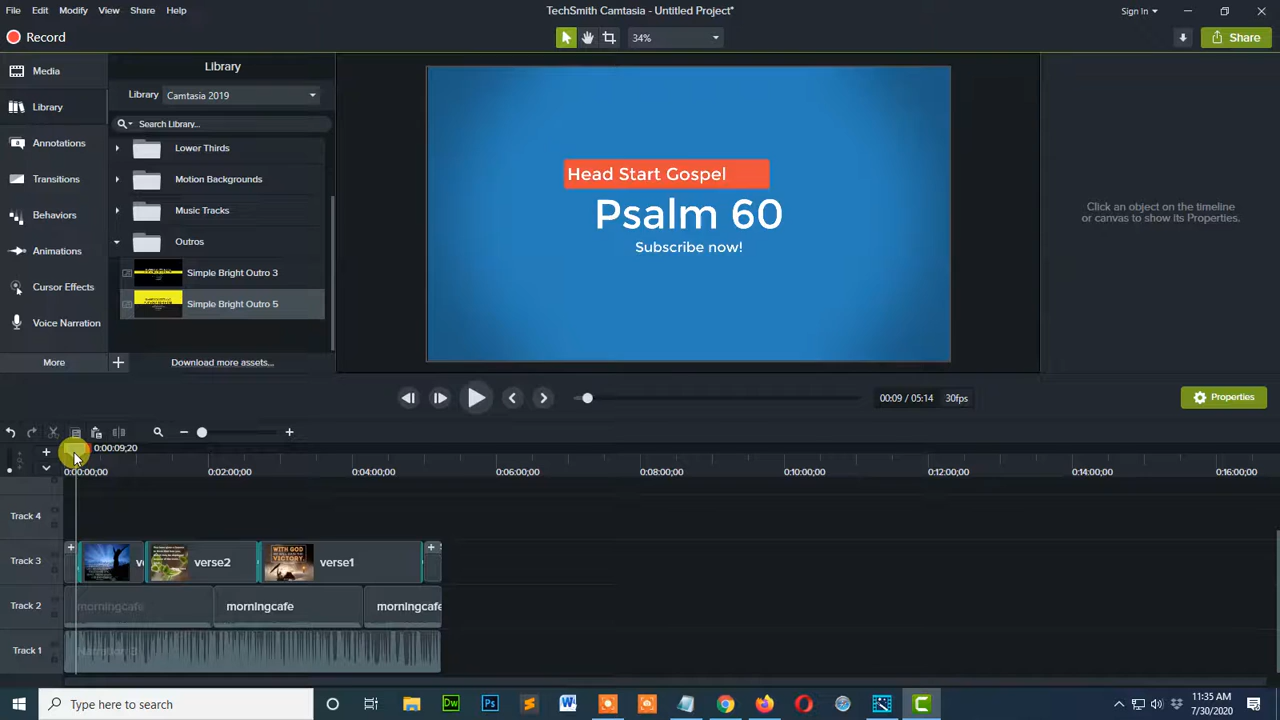 File Edit Modify View Share Help
TechSmith Camtasia - Untitled Project*
Sign In
Record
34%
Share
Media
Library
Annotations
Transitions
Behaviors
Animations
Cursor Effects
Voice Narration
More
Library
Library Camtasia 2019
Search Library...
Lower Thirds
Motion Backgrounds
Music Tracks
Outros
Simple Bright Outro 3
Simple Bright Outro 5
Download more assets...
Head Start Gospel
Psalm 60
Subscribe now!
Click an object on the timeline
or canvas to show its Properties.
00:09 / 05:14 30fps
Properties
0:00:09;20
0:00:00;00 0:02:00;00 0:04:00;00 0:06:00;00 0:08:00;00 0:10:00;00 0:12:00;00 0:14:00;00 0:16:00;00
Track 4
Track 3
verse2
WITH GOD
VICTORY.
verse1
Track 2
morningcafe
morningcafe
morningcafe
Track 1
Type here to search
Dw
Ps
11:35 AM
7/30/2020